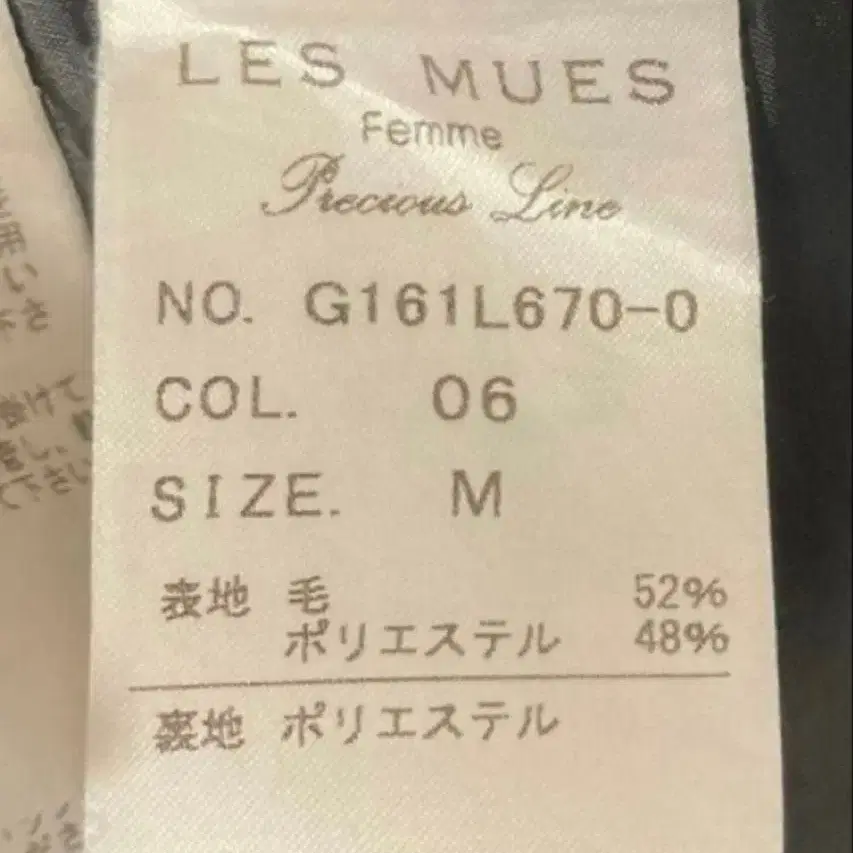 LES MUES
Femme
Precious Line
NO. G161L670-0
COL. 06
SIZE. M
表地 毛 52%
ポリエステル 48%
裏地 ポリエステル